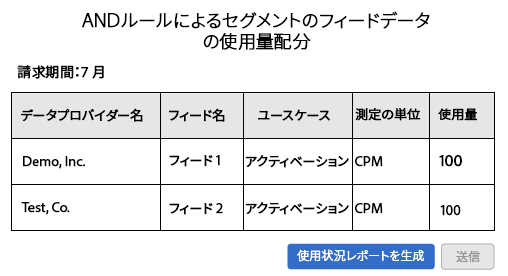 ANDルールによるセグメントのフィードデータ
の使用量配分
請求期間：7 月
データプロバイダー名 フィード名 ユースケース 測定の単位 使用量
Demo, Inc. フィード 1 アクティベーション CPM 100
Test, Co. フィード 2 アクティベーション CPM 100
使用状況レポートを生成 送信